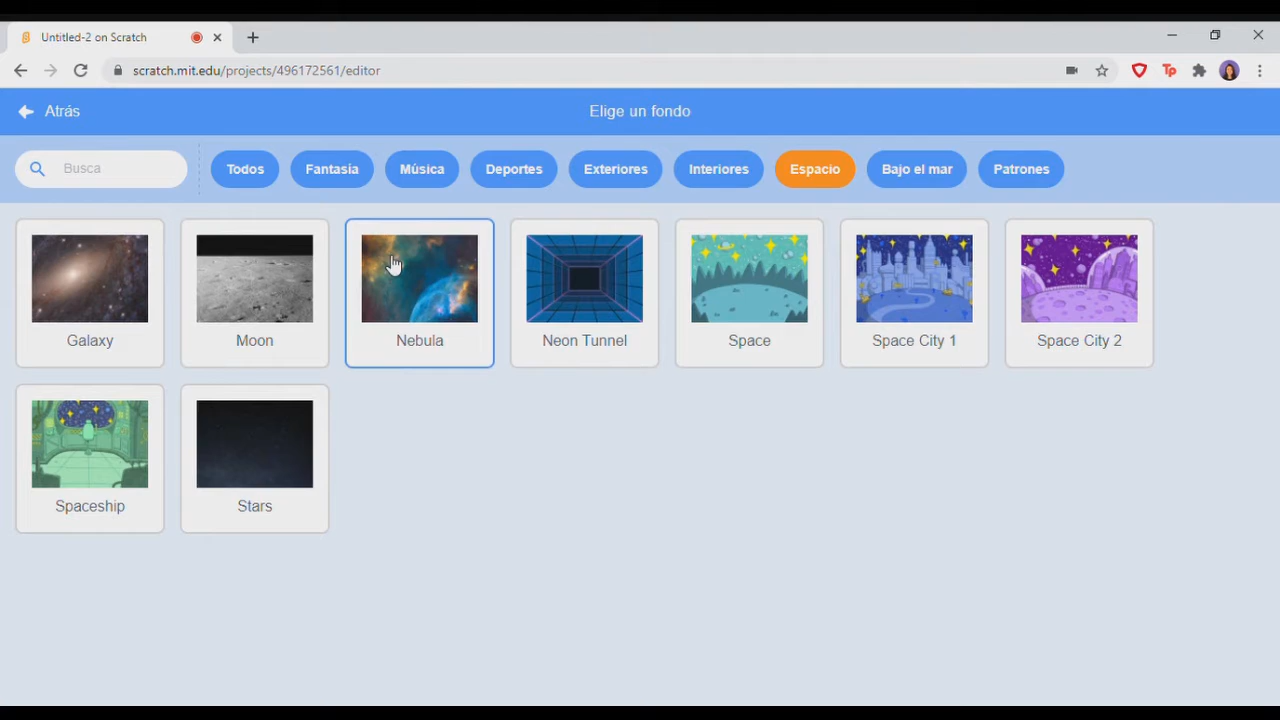 Untitled-2 on Scratch
scratch.mit.edu/projects/496172561/editor
Tp
Atrás
Elige un fondo
Busca
Todos
Fantasía
Música
Deportes
Exteriores
Interiores
Espacio
Bajo el mar
Patrones
Galaxy
Moon
Nebula
Neon Tunnel
Space
Space City 1
Space City 2
Spaceship
Stars